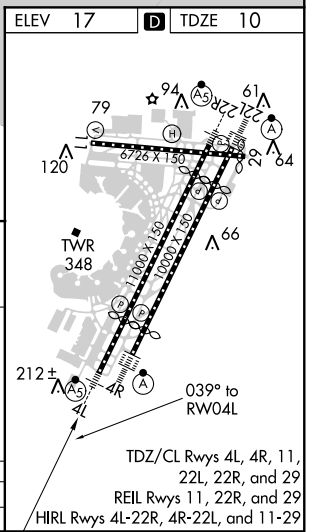 ELEV 17 D TDZE 10
94
A5
22R
22L
61
A
79
V
H
11
6726 X 150
29
64
120
P
P
P
TWR
348
11000 X 150
10000 X 150
66
P
P
212 ±
A5
4L
4R
A
039° to
RW04L
TDZ/CL Rwys 4L, 4R, 11,
22L, 22R, and 29
REIL Rwys 11, 22R, and 29
HIRL Rwys 4L-22R, 4R-22L, and 11-29